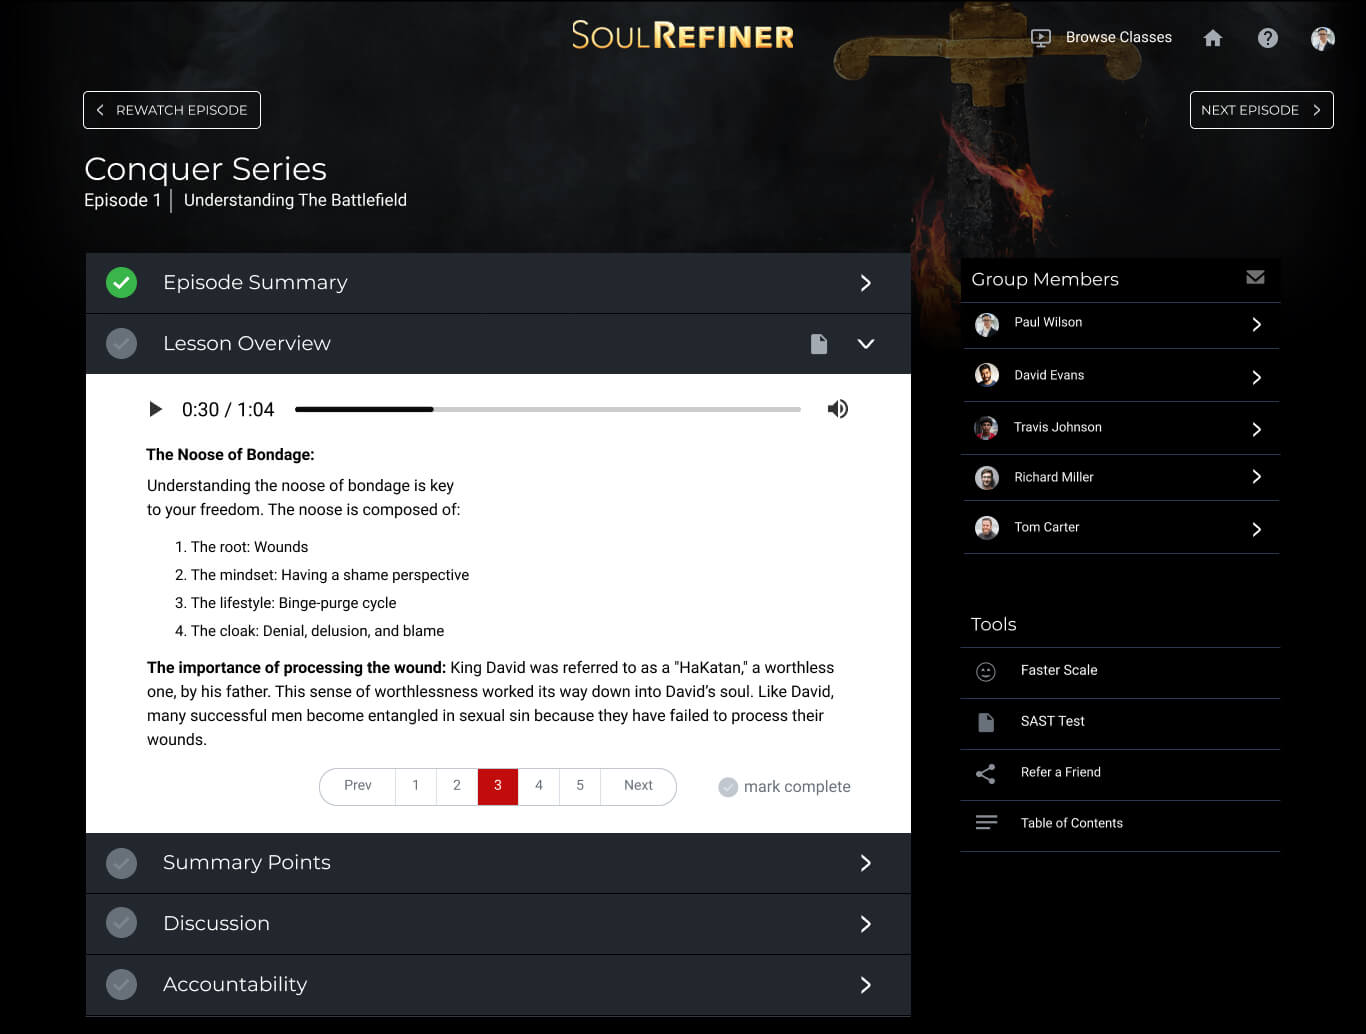 SOULREFINER
Browse Classes
REWATCH EPISODE
NEXT EPISODE
Conquer Series
Episode 1 | Understanding The Battlefield
Episode Summary
Lesson Overview
0:30 / 1:04
The Noose of Bondage:
Understanding the noose of bondage is key
to your freedom. The noose is composed of:
1. The root: Wounds
2. The mindset: Having a shame perspective
3. The lifestyle: Binge-purge cycle
4. The cloak: Denial, delusion, and blame
The importance of processing the wound: King David was referred to as a "HaKatan," a worthless
one, by his father. This sense of worthlessness worked its way down into David’s soul. Like David,
many successful men become entangled in sexual sin because they have failed to process their
wounds.
Prev 1 2 3 4 5 Next
mark complete
Summary Points
Discussion
Accountability
Group Members
Paul Wilson
David Evans
Travis Johnson
Richard Miller
Tom Carter
Tools
Faster Scale
SAST Test
Refer a Friend
Table of Contents